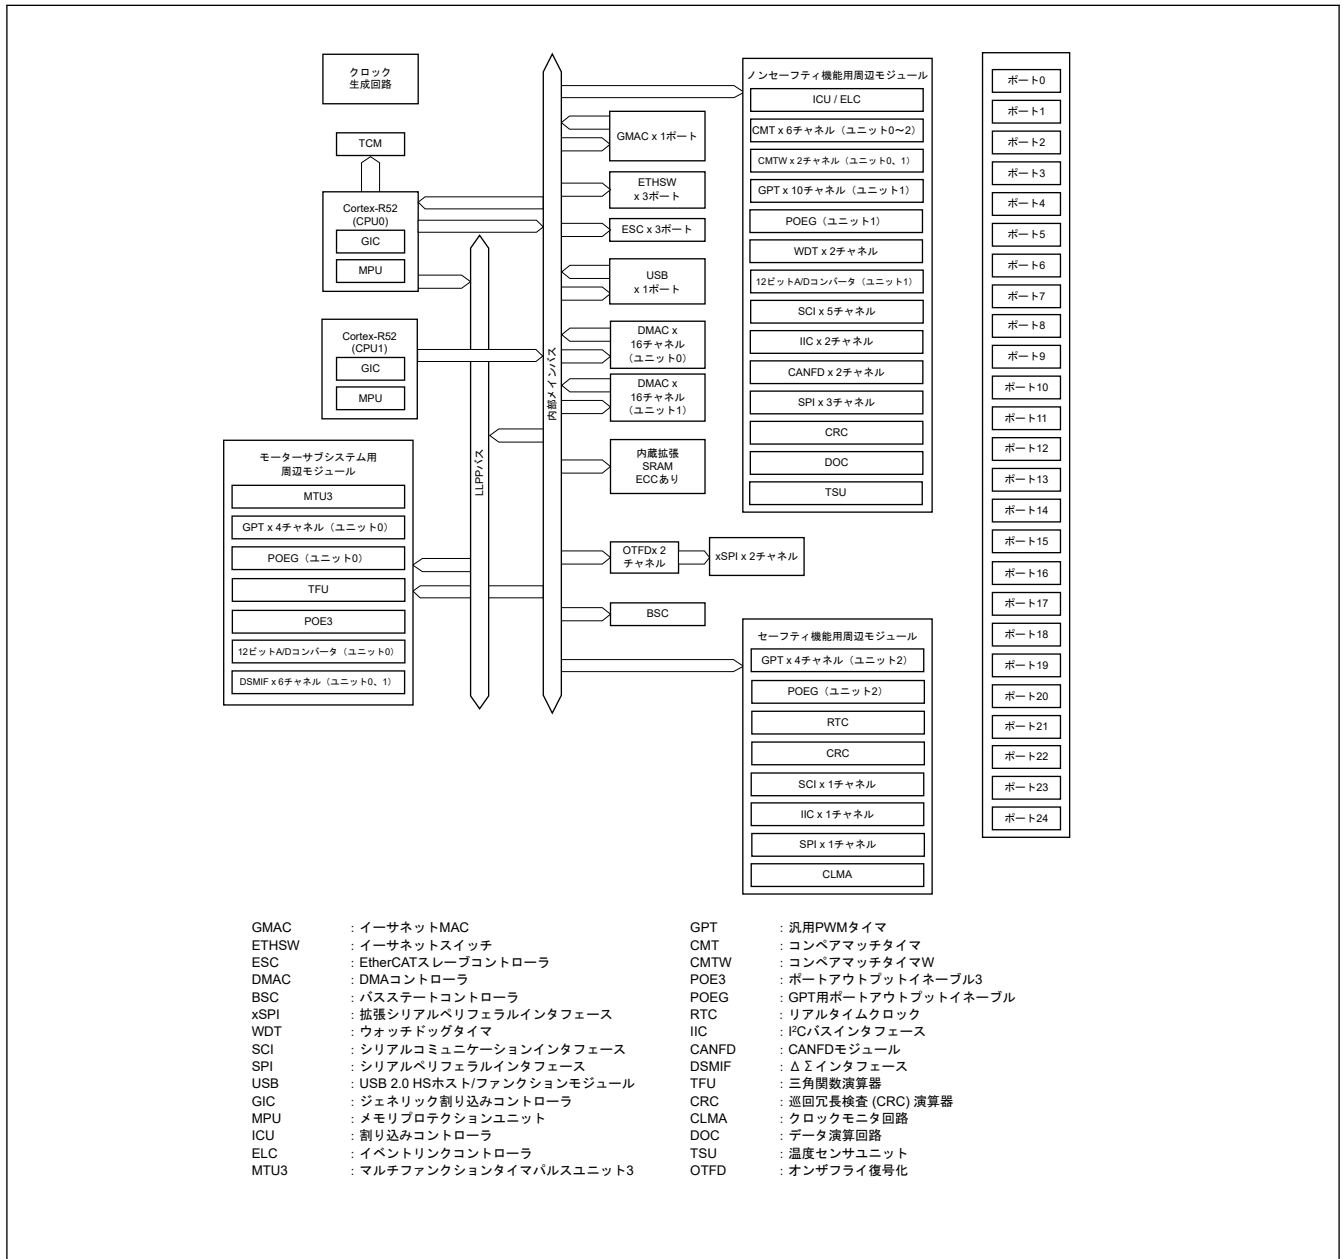 クロック
生成回路
TCM
Cortex-R52
(CPU0)
GIC
MPU
Cortex-R52
(CPU1)
GIC
MPU
モーターサブシステム用
周辺モジュール
MTU3
GPT x 4チャネル（ユニット0）
POEG（ユニット0）
TFU
POE3
12ビットA/Dコンバータ（ユニット0）
DSMIF x 6チャネル（ユニット0、1）
LLPPバス
内部メインバス
GMAC x 1ポート
ETHSW
x 3ポート
ESC x 3ポート
USB
x 1ポート
DMAC x
16チャネル
（ユニット0）
DMAC x
16チャネル
（ユニット1）
内蔵拡張
SRAM
ECCあり
OTFDx 2
チャネル
xSPI x 2チャネル
BSC
ノンセーフティ機能用周辺モジュール
ICU / ELC
CMT x 6チャネル（ユニット0～2）
CMTW x 2チャネル（ユニット0、1）
GPT x 10チャネル（ユニット1）
POEG（ユニット1）
WDT x 2チャネル
12ビットA/Dコンバータ（ユニット1）
SCI x 5チャネル
IIC x 2チャネル
CANFD x 2チャネル
SPI x 3チャネル
CRC
DOC
TSU
セーフティ機能用周辺モジュール
GPT x 4チャネル（ユニット2）
POEG（ユニット2）
RTC
CRC
SCI x 1チャネル
IIC x 1チャネル
SPI x 1チャネル
CLMA
ポート0
ポート1
ポート2
ポート3
ポート4
ポート5
ポート6
ポート7
ポート8
ポート9
ポート10
ポート11
ポート12
ポート13
ポート14
ポート15
ポート16
ポート17
ポート18
ポート19
ポート20
ポート21
ポート22
ポート23
ポート24
GMAC : イーサネットMAC
ETHSW : イーサネットスイッチ
ESC : EtherCATスレーブコントローラ
DMAC : DMAコントローラ
BSC : バスステートコントローラ
xSPI : 拡張シリアルペリフェラルインタフェース
WDT : ウォッチドッグタイマ
SCI : シリアルコミュニケーションインタフェース
SPI : シリアルペリフェラルインタフェース
USB : USB 2.0 HSホスト/ファンクションモジュール
GIC : ジェネリック割り込みコントローラ
MPU : メモリプロテクションユニット
ICU : 割り込みコントローラ
ELC : イベントリンクコントローラ
MTU3 : マルチファンクションタイマパルスユニット3
GPT : 汎用PWMタイマ
CMT : コンペアマッチタイマ
CMTW : コンペアマッチタイマW
POE3 : ポートアウトプットイネーブル3
POEG : GPT用ポートアウトプットイネーブル
RTC : リアルタイムクロック
IIC : I²Cバスインタフェース
CANFD : CANFDモジュール
DSMIF : ΔΣインタフェース
TFU : 三角関数演算器
CRC : 巡回冗長検査 (CRC) 演算器
CLMA : クロックモニタ回路
DOC : データ演算回路
TSU : 温度センサユニット
OTFD : オンザフライ復号化